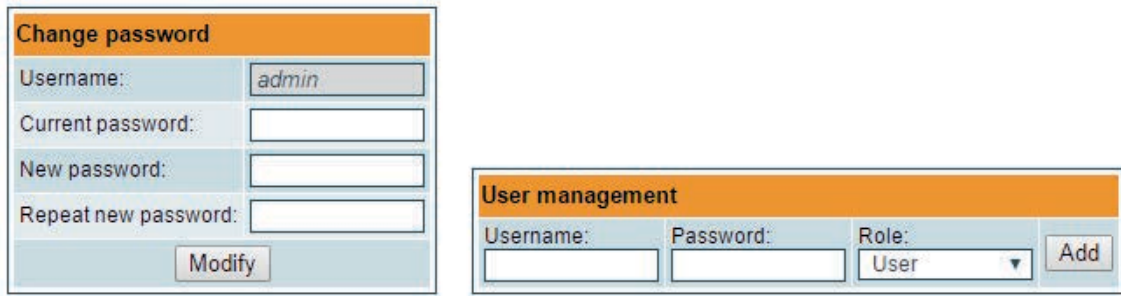 Change password
Username: admin
Current password:
New password:
Repeat new password:
Modify
User management
Username: Password: Role:
User Add